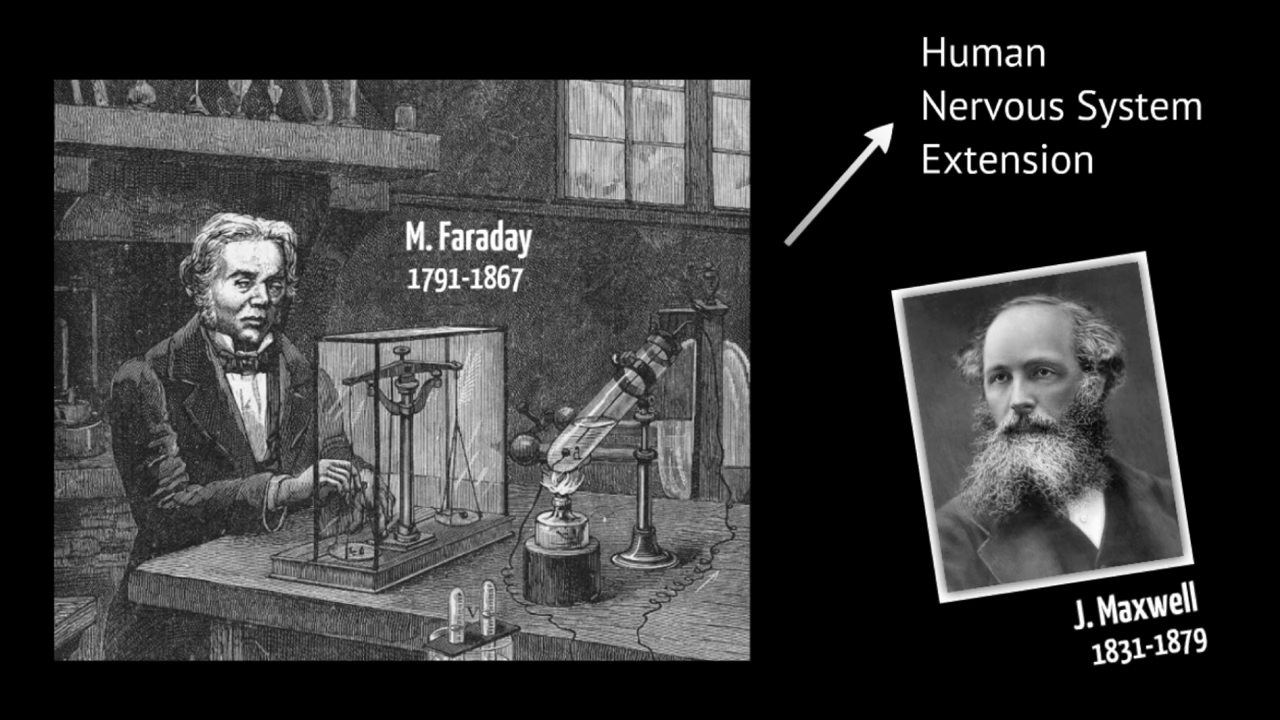 Human
Nervous System
Extension
M. Faraday
1791-1867
J. Maxwell
1831-1879